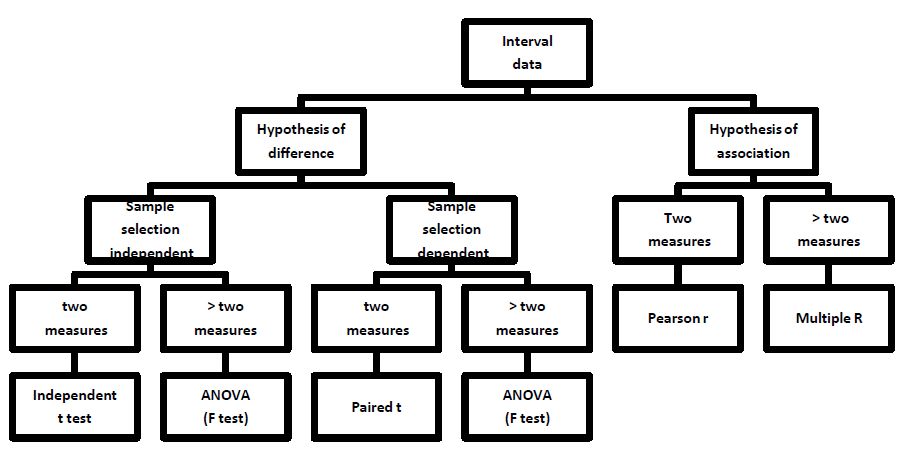 Interval
data
Hypothesis of
difference
Hypothesis of
association
Sample
selection
independent
Sample
selection
dependent
Two
measures
> two
measures
two
measures
> two
measures
two
measures
> two
measures
Pearson r
Multiple R
Independent
t test
ANOVA
(F test)
Paired t
ANOVA
(F test)